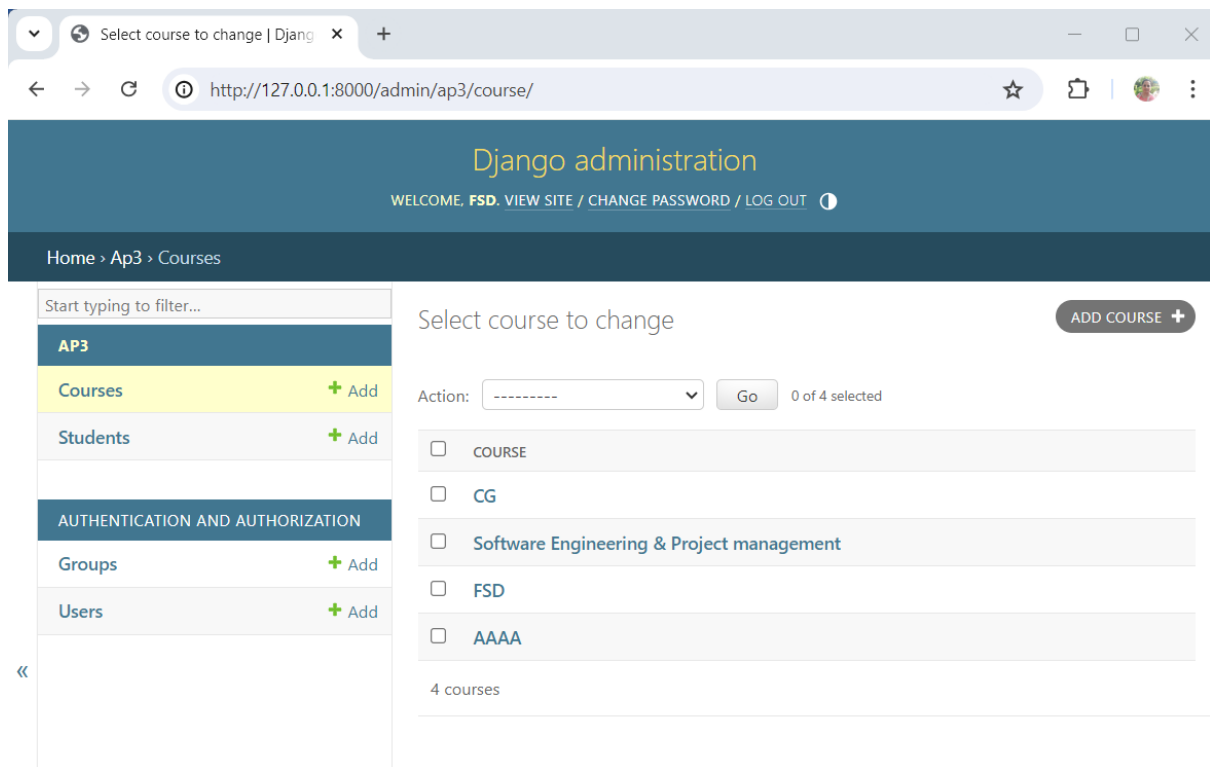 Select course to change | Djang
http://127.0.0.1:8000/admin/ap3/course/
Django administration
WELCOME, FSD. VIEW SITE / CHANGE PASSWORD / LOG OUT
Home › Ap3 › Courses
Start typing to filter...
AP3
Courses + Add
Students + Add
AUTHENTICATION AND AUTHORIZATION
Groups + Add
Users + Add
«
Select course to change
ADD COURSE +
Action: --------- Go 0 of 4 selected
COURSE
CG
Software Engineering & Project management
FSD
AAAA
4 courses